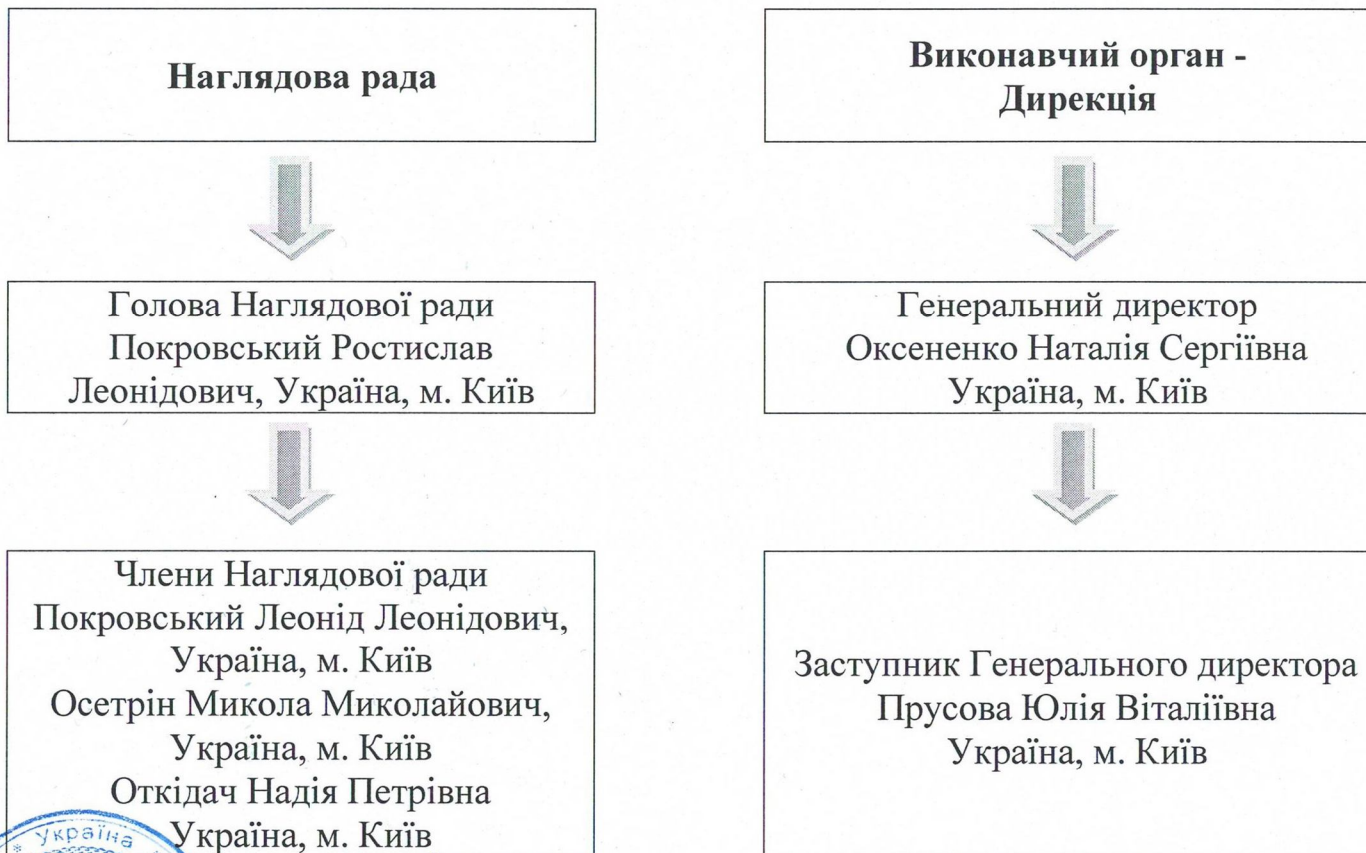 Наглядова рада
Голова Наглядової ради
Покровський Ростислав
Леонідович, Україна, м. Київ
Члени Наглядової ради
Покровський Леонід Леонідович,
Україна, м. Київ
Осетрін Микола Миколайович,
Україна, м. Київ
Откідач Надія Петрівна
Україна, м. Київ
* Україна
Виконавчий орган -
Дирекція
Генеральний директор
Оксененко Наталія Сергіївна
Україна, м. Київ
Заступник Генерального директора
Прусова Юлія Віталіївна
Україна, м. Київ